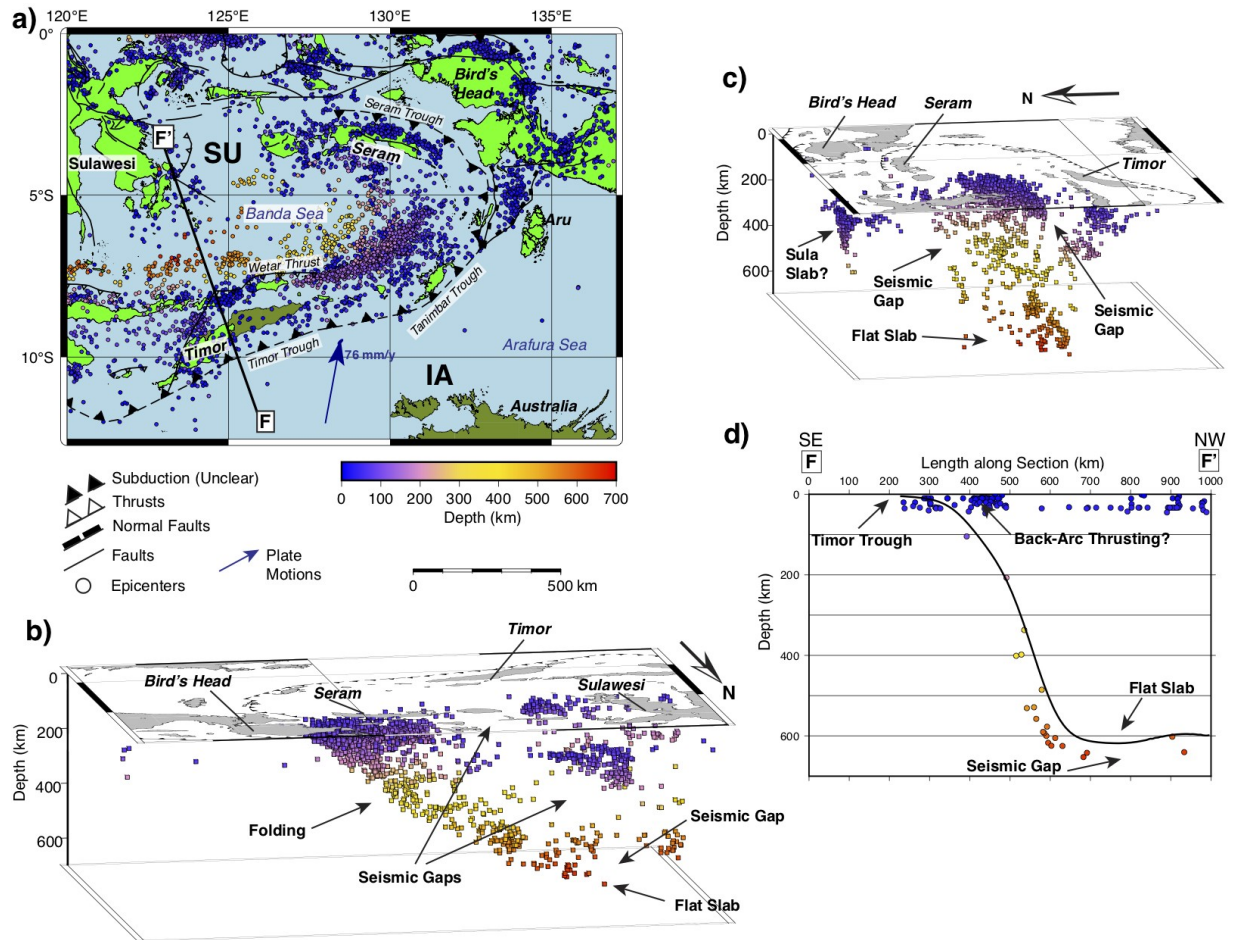 a)
120°E 125°E 130°E 135°E
0°
5°S
10°S
Bird's
Head
Seram Trough
F'
SU
Seram
Sulawesi
Banda Sea
Aru
Wetar Thrust
Tanimbar Trough
Timor
Timor Trough
76 mm/y
Arafura Sea
IA
Australia
F
Subduction (Unclear)
Thrusts
Normal Faults
Faults
Epicenters
Plate
Motions
0 100 200 300 400 500 600 700
Depth (km)
0 500 km
b)
Timor
N
Bird's Head
Seram
Sulawesi
0
200
400
600
Depth (km)
Folding
Seismic Gaps
Seismic Gap
Flat Slab
c)
N
Bird's Head
Seram
Timor
0
200
400
600
Depth (km)
Sula
Slab?
Seismic
Gap
Seismic
Gap
Flat Slab
d)
SE NW
F F'
Length along Section (km)
0 100 200 300 400 500 600 700 800 900 1000
0
200
400
600
Depth (km)
Timor Trough
Back-Arc Thrusting?
Flat Slab
Seismic Gap